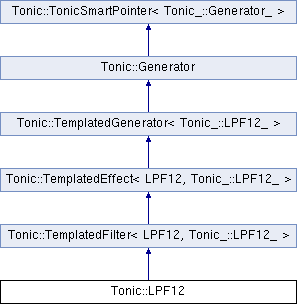 Tonic::TonicSmartPointer< Tonic_::Generator_ >
Tonic::Generator
Tonic::TemplatedGenerator< Tonic_::LPF12_ >
Tonic::TemplatedEffect< LPF12, Tonic_::LPF12_ >
Tonic::TemplatedFilter< LPF12, Tonic_::LPF12_ >
Tonic::LPF12